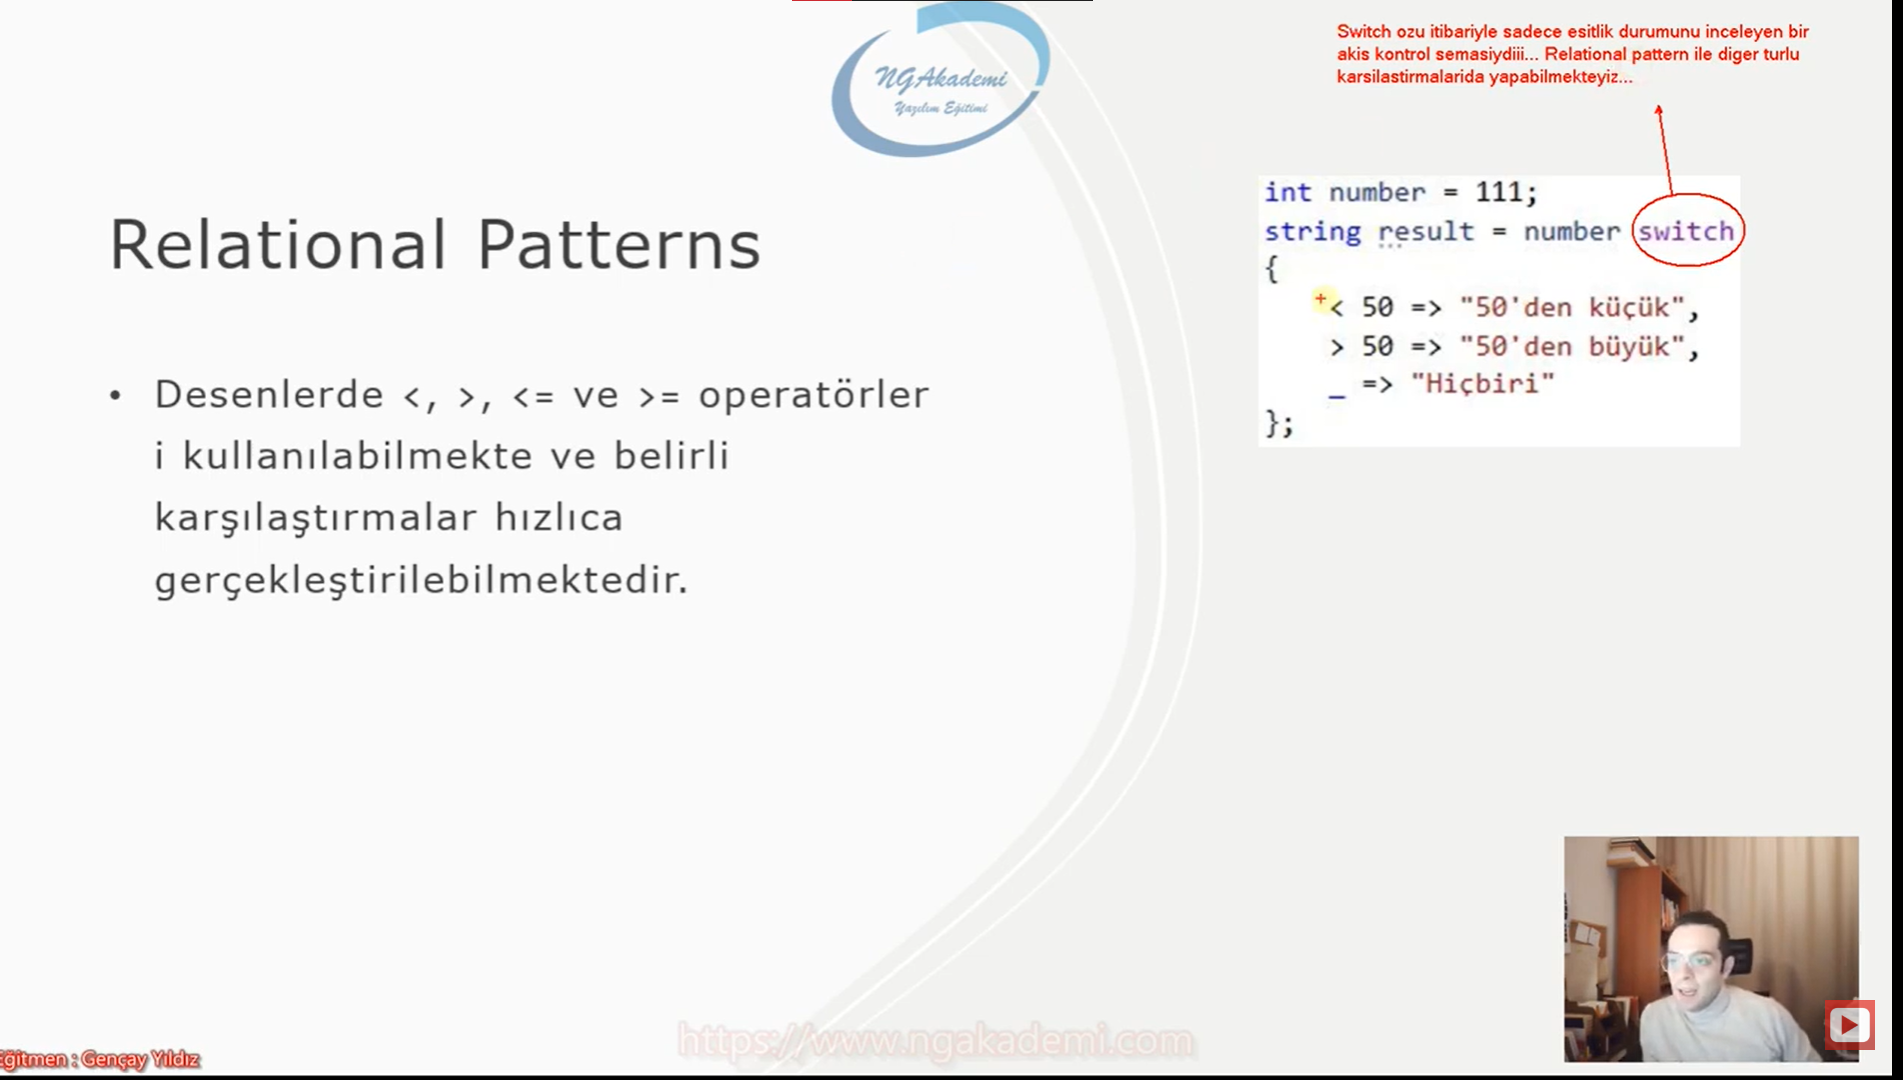 NGAkademi
Yazılım Eğitimi
Switch ozu itibariyle sadece esitlik durumunu inceleyen bir
akis kontrol semasiydiii... Relational pattern ile diger turlu
karsilastirmalarida yapabilmekteyiz...
Relational Patterns
• Desenlerde <, >, <= ve >= operatörler
i kullanılabilmekte ve belirli
karşılaştırmalar hızlıca
gerçekleştirilebilmektedir.
int number = 111;
string result = number switch
{
< 50 => "50'den küçük",
> 50 => "50'den büyük",
_ => "Hiçbiri"
};
https://www.ngakademi.com
Eğitmen : Gençay Yıldız